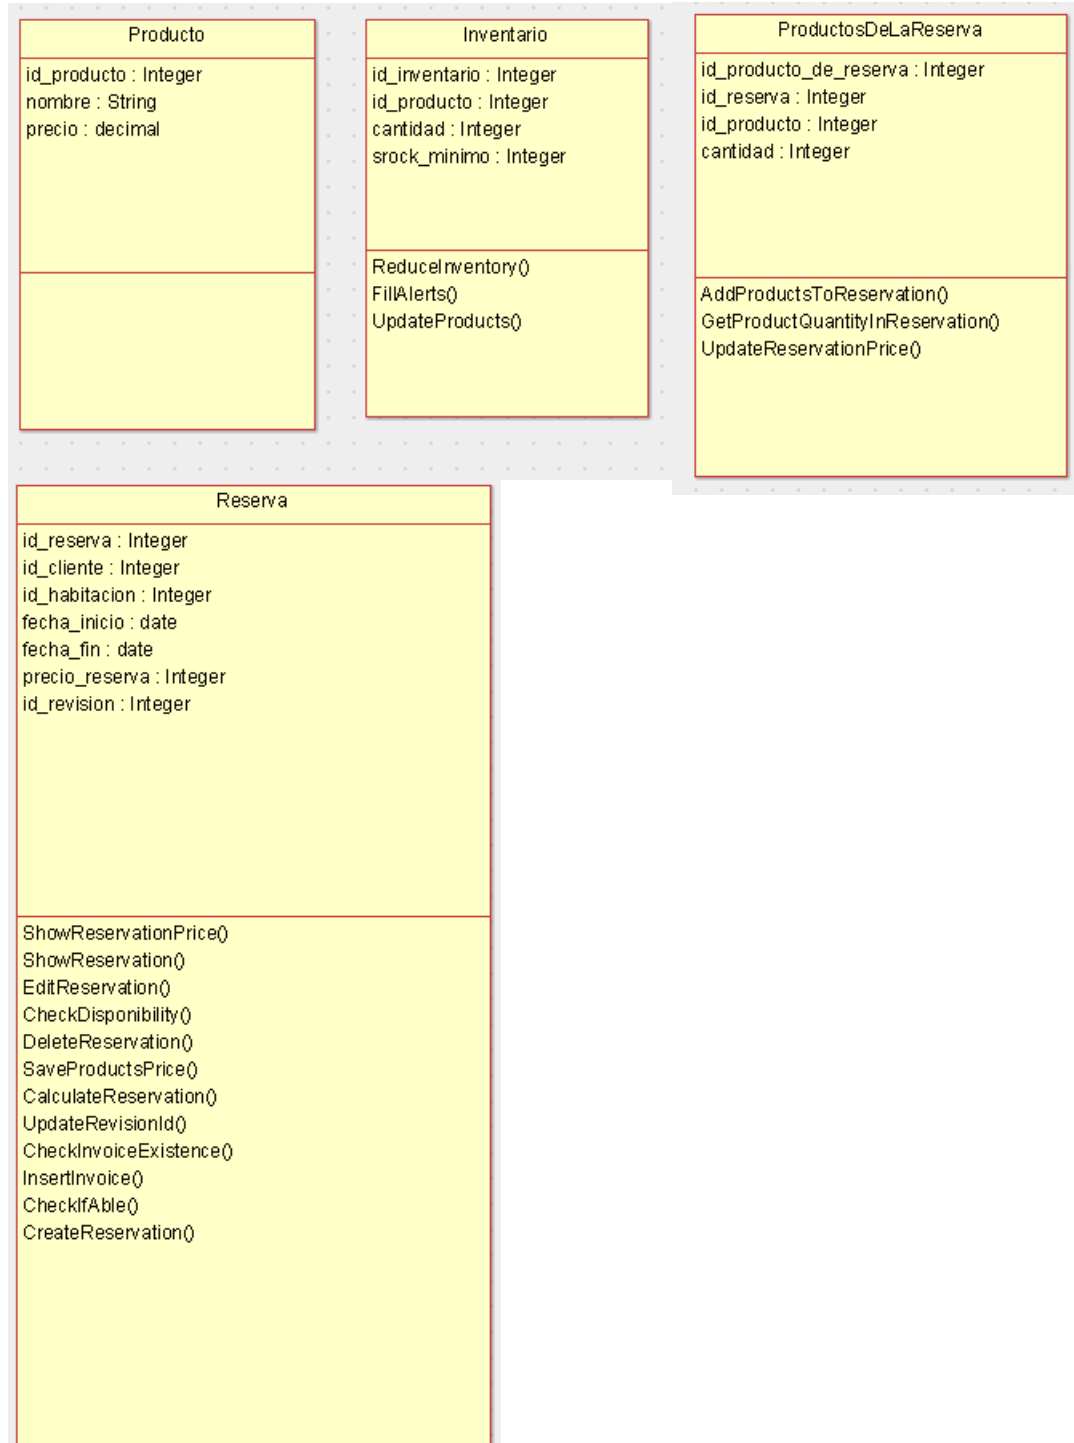 Producto
id_producto : Integer
nombre : String
precio : decimal
Inventario
id_inventario : Integer
id_producto : Integer
cantidad : Integer
srock_minimo : Integer
ReduceInventory()
FillAlerts()
UpdateProducts()
ProductosDeLaReserva
id_producto_de_reserva : Integer
id_reserva : Integer
id_producto : Integer
cantidad : Integer
AddProductsToReservation()
GetProductQuantityInReservation()
UpdateReservationPrice()
Reserva
id_reserva : Integer
id_cliente : Integer
id_habitacion : Integer
fecha_inicio : date
fecha_fin : date
precio_reserva : Integer
id_revision : Integer
ShowReservationPrice()
ShowReservation()
EditReservation()
CheckDisponibility()
DeleteReservation()
SaveProductsPrice()
CalculateReservation()
UpdateRevisionId()
CheckInvoiceExistence()
InsertInvoice()
CheckIfAble()
CreateReservation()